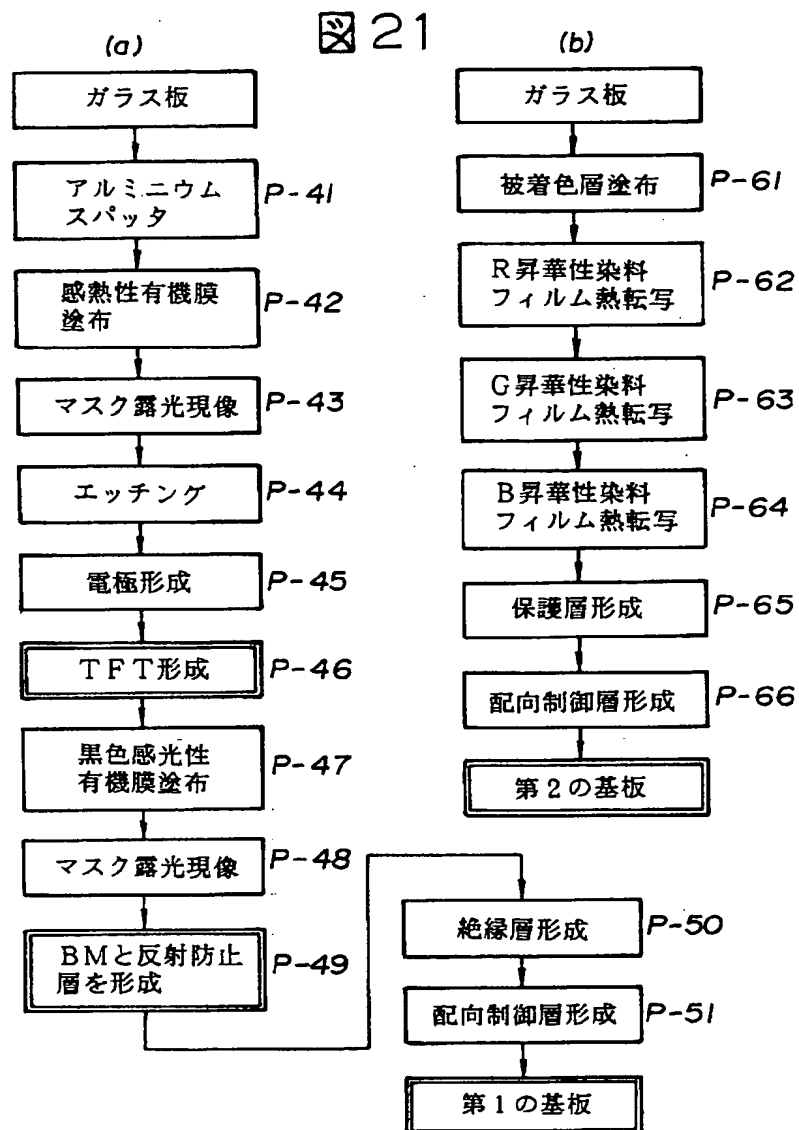 図21
(a)
ガラス板
アルミニウム
スパッタ
P-41
感熱性有機膜
塗布
P-42
マスク露光現像
P-43
エッチング
P-44
電極形成
P-45
TFT形成
P-46
黒色感光性
有機膜塗布
P-47
マスク露光現像
P-48
BMと反射防止
層を形成
P-49
絶縁層形成
P-50
配向制御層形成
P-51
第1の基板
(b)
ガラス板
被着色層塗布
P-61
R昇華性染料
フィルム熱転写
P-62
G昇華性染料
フィルム熱転写
P-63
B昇華性染料
フィルム熱転写
P-64
保護層形成
P-65
配向制御層形成
P-66
第2の基板